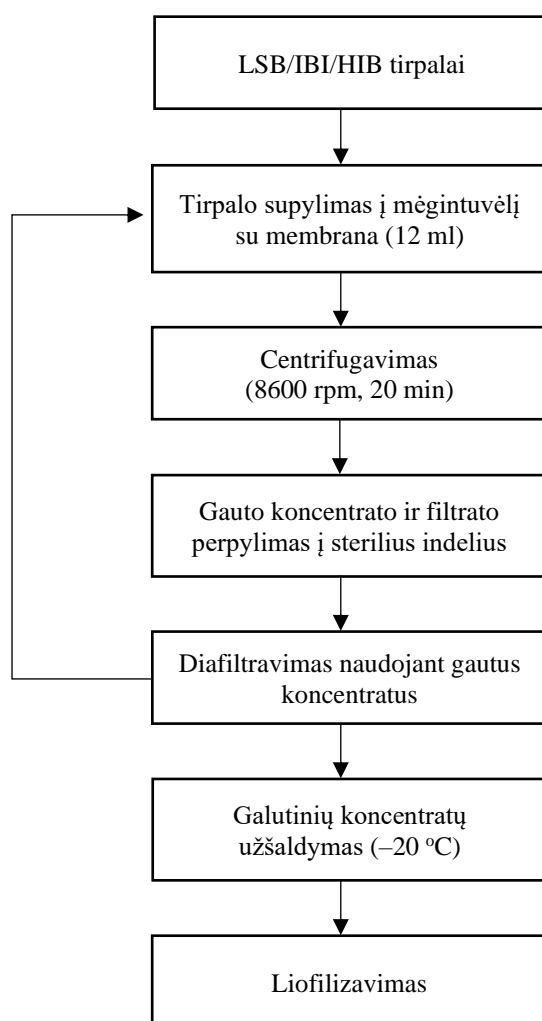 LSB/IBI/HIB tirpalai
Tirpalo supylimas į mėgintuvėlį
su membrana (12 ml)
Centrifugavimas
(8600 rpm, 20 min)
Gauto koncentrato ir filtrato
perpylimas į sterilius indelius
Diafiltravimas naudojant gautus
koncentratus
Galutinių koncentratų
užšaldymas (–20 °C)
Liofilizavimas